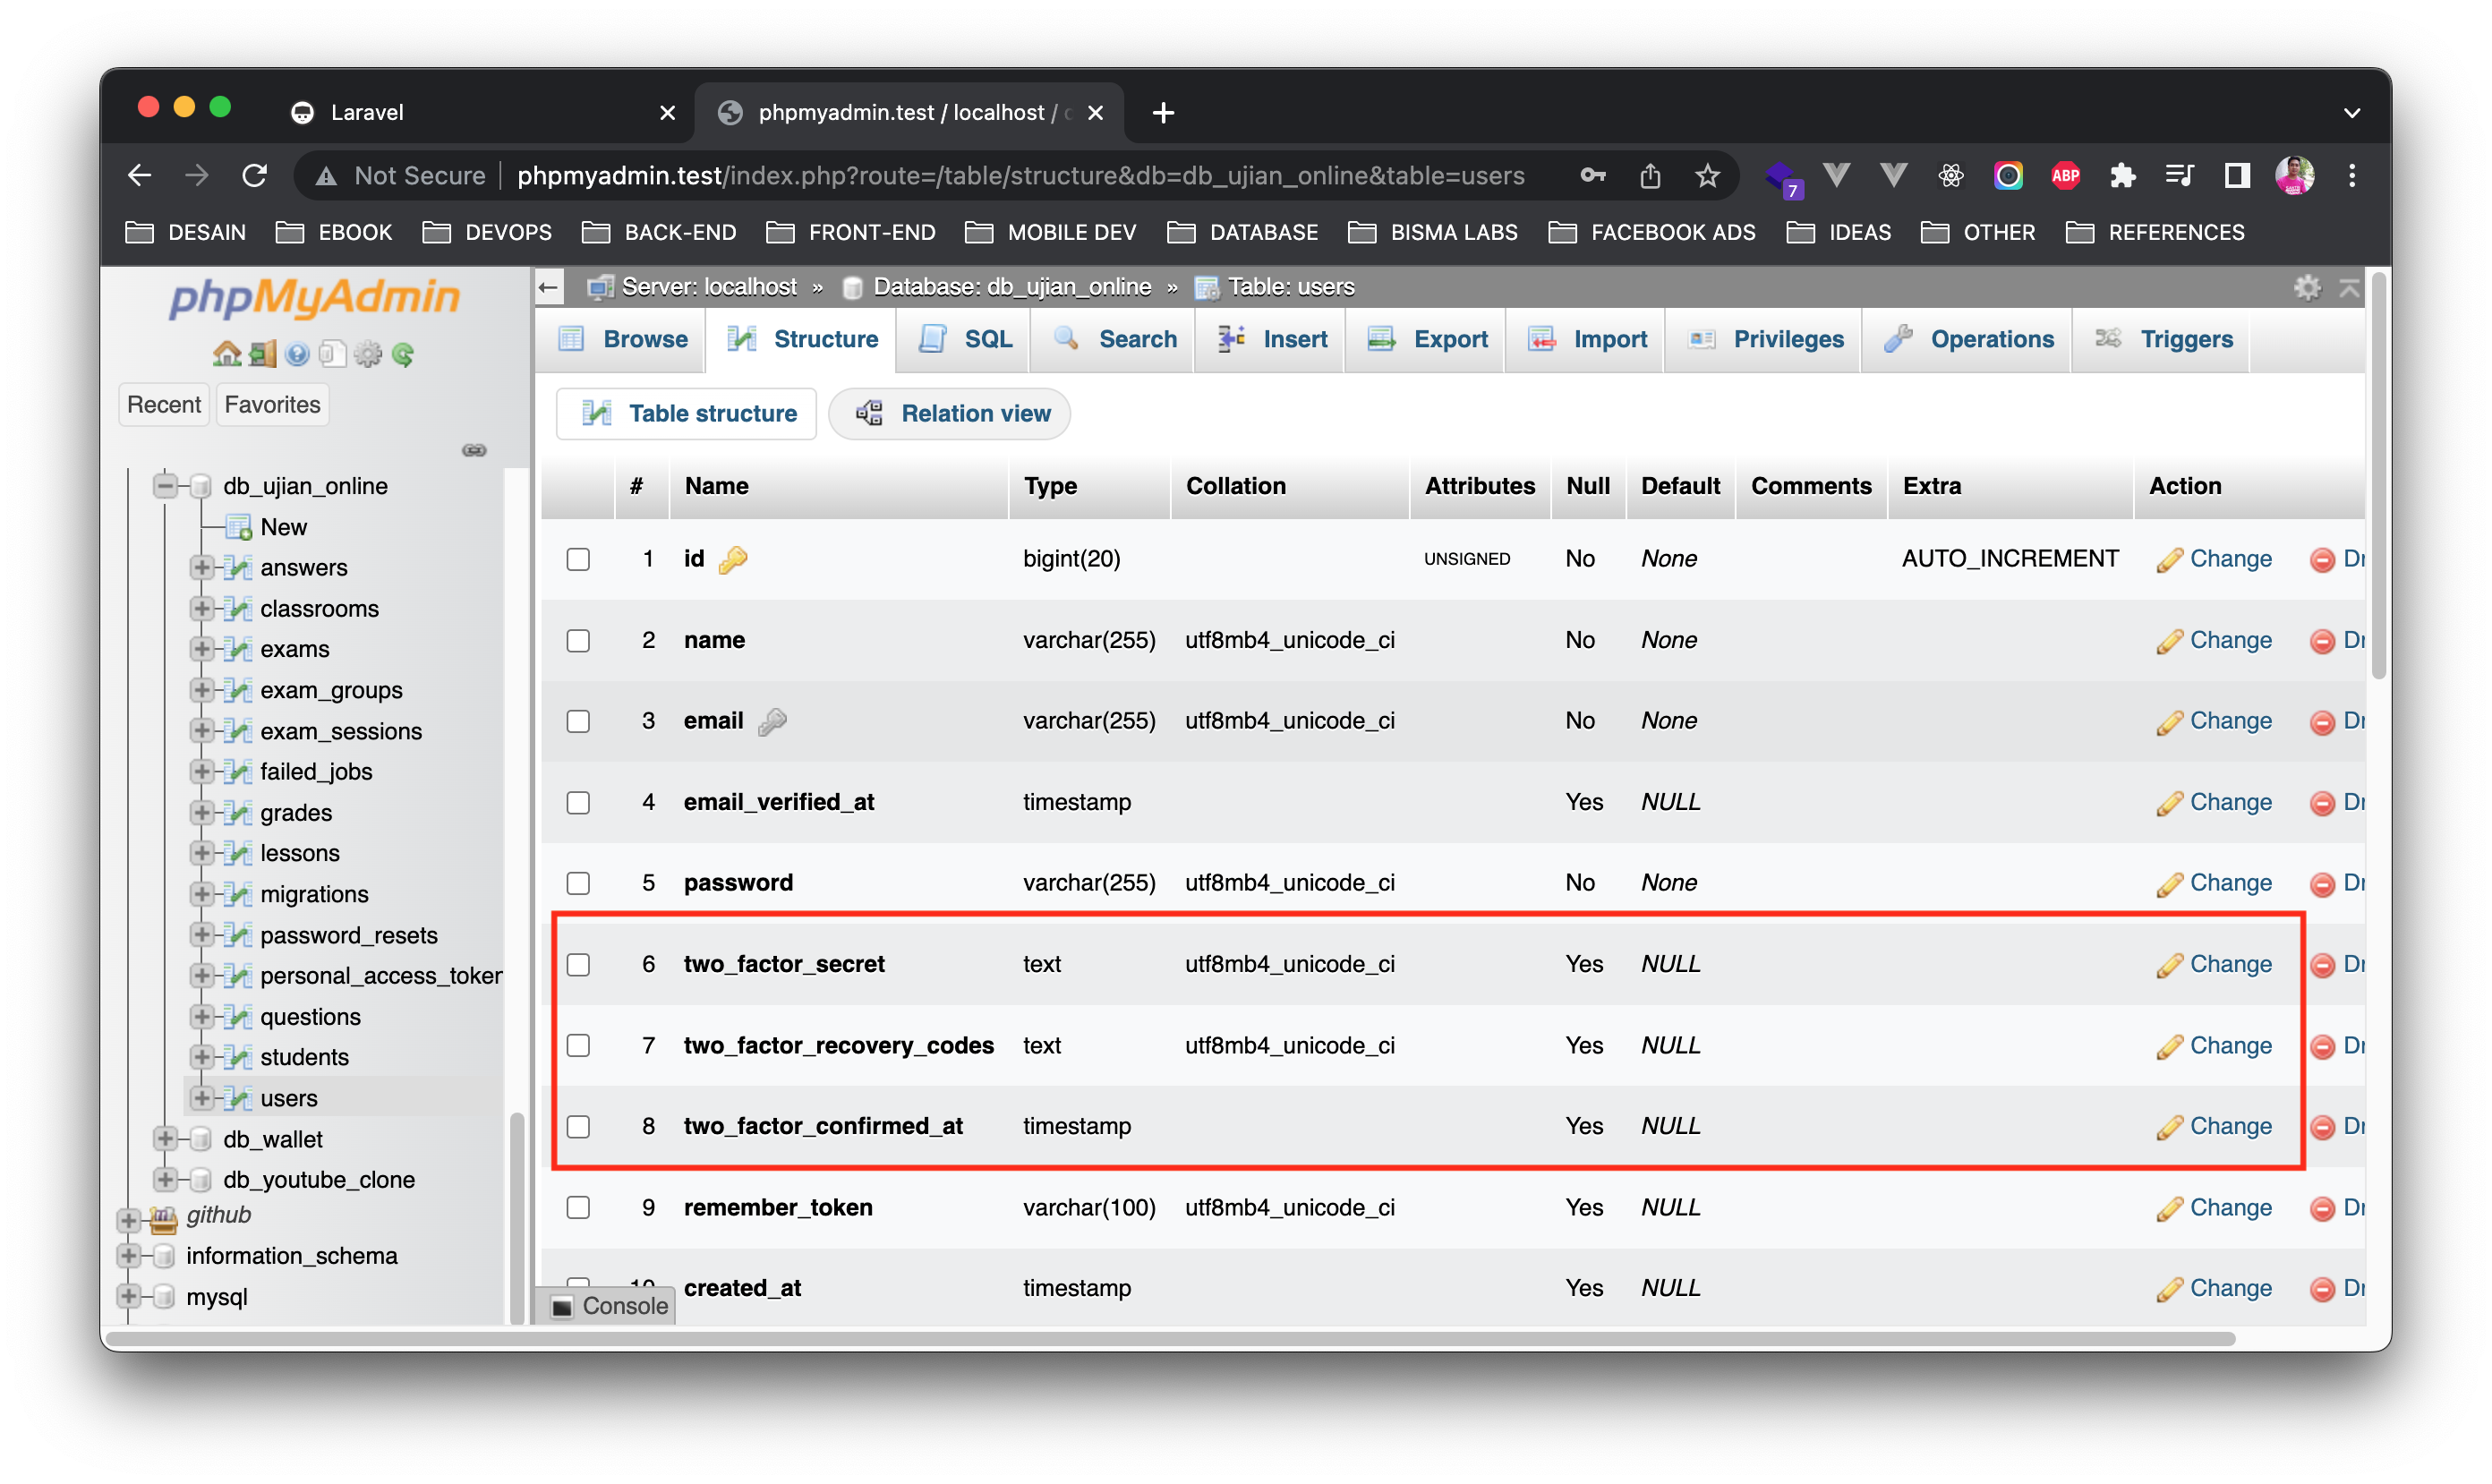 Laravel
phpmyadmin.test / localhost /
Not Secure phpmyadmin.test/index.php?route=/table/structure&db=db_ujian_online&table=users
7
ABP
DESAIN EBOOK DEVOPS BACK-END FRONT-END MOBILE DEV DATABASE BISMA LABS FACEBOOK ADS IDEAS OTHER REFERENCES
phpMyAdmin
Recent Favorites
db_ujian_online
New
answers
classrooms
exams
exam_groups
exam_sessions
failed_jobs
grades
lessons
migrations
password_resets
personal_access_token
questions
students
users
db_wallet
db_youtube_clone
github
information_schema
mysql
Server: localhost » Database: db_ujian_online » Table: users
Browse Structure SQL Search Insert Export Import Privileges Operations Triggers
Table structure Relation view
# Name Type Collation Attributes Null Default Comments Extra Action
1 id bigint(20) UNSIGNED No None AUTO_INCREMENT Change Dr
2 name varchar(255) utf8mb4_unicode_ci No None Change Dr
3 email varchar(255) utf8mb4_unicode_ci No None Change Dr
4 email_verified_at timestamp Yes NULL Change Dr
5 password varchar(255) utf8mb4_unicode_ci No None Change Dr
6 two_factor_secret text utf8mb4_unicode_ci Yes NULL Change Dr
7 two_factor_recovery_codes text utf8mb4_unicode_ci Yes NULL Change Dr
8 two_factor_confirmed_at timestamp Yes NULL Change Dr
9 remember_token varchar(100) utf8mb4_unicode_ci Yes NULL Change Dr
10 created_at timestamp Yes NULL Change Dr
Console